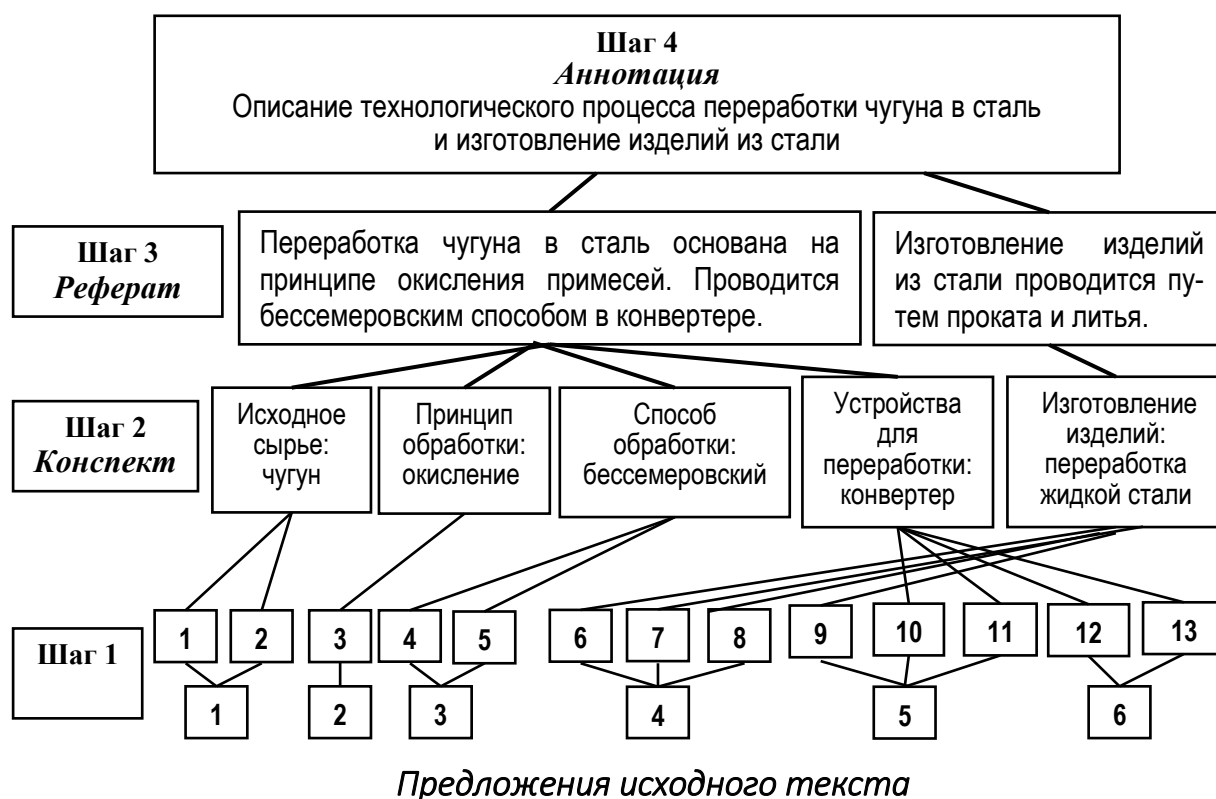 Шаг 4
Аннотация
Описание технологического процесса переработки чугуна в сталь
и изготовление изделий из стали
Шаг 3
Реферат
Переработка чугуна в сталь основана на
принципе окисления примесей. Проводится
бессемеровским способом в конвертере.
Изготовление изделий
из стали проводится пу-
тем проката и литья.
Шаг 2
Конспект
Исходное
сырье:
чугун
Принцип
обработки:
окисление
Способ
обработки:
бессемеровский
Устройства
для
переработки:
конвертер
Изготовление
изделий:
переработка
жидкой стали
Шаг 1
1 2 3 4 5 6 7 8 9 10 11 12 13
1 2 3 4 5 6
Предложения исходного текста